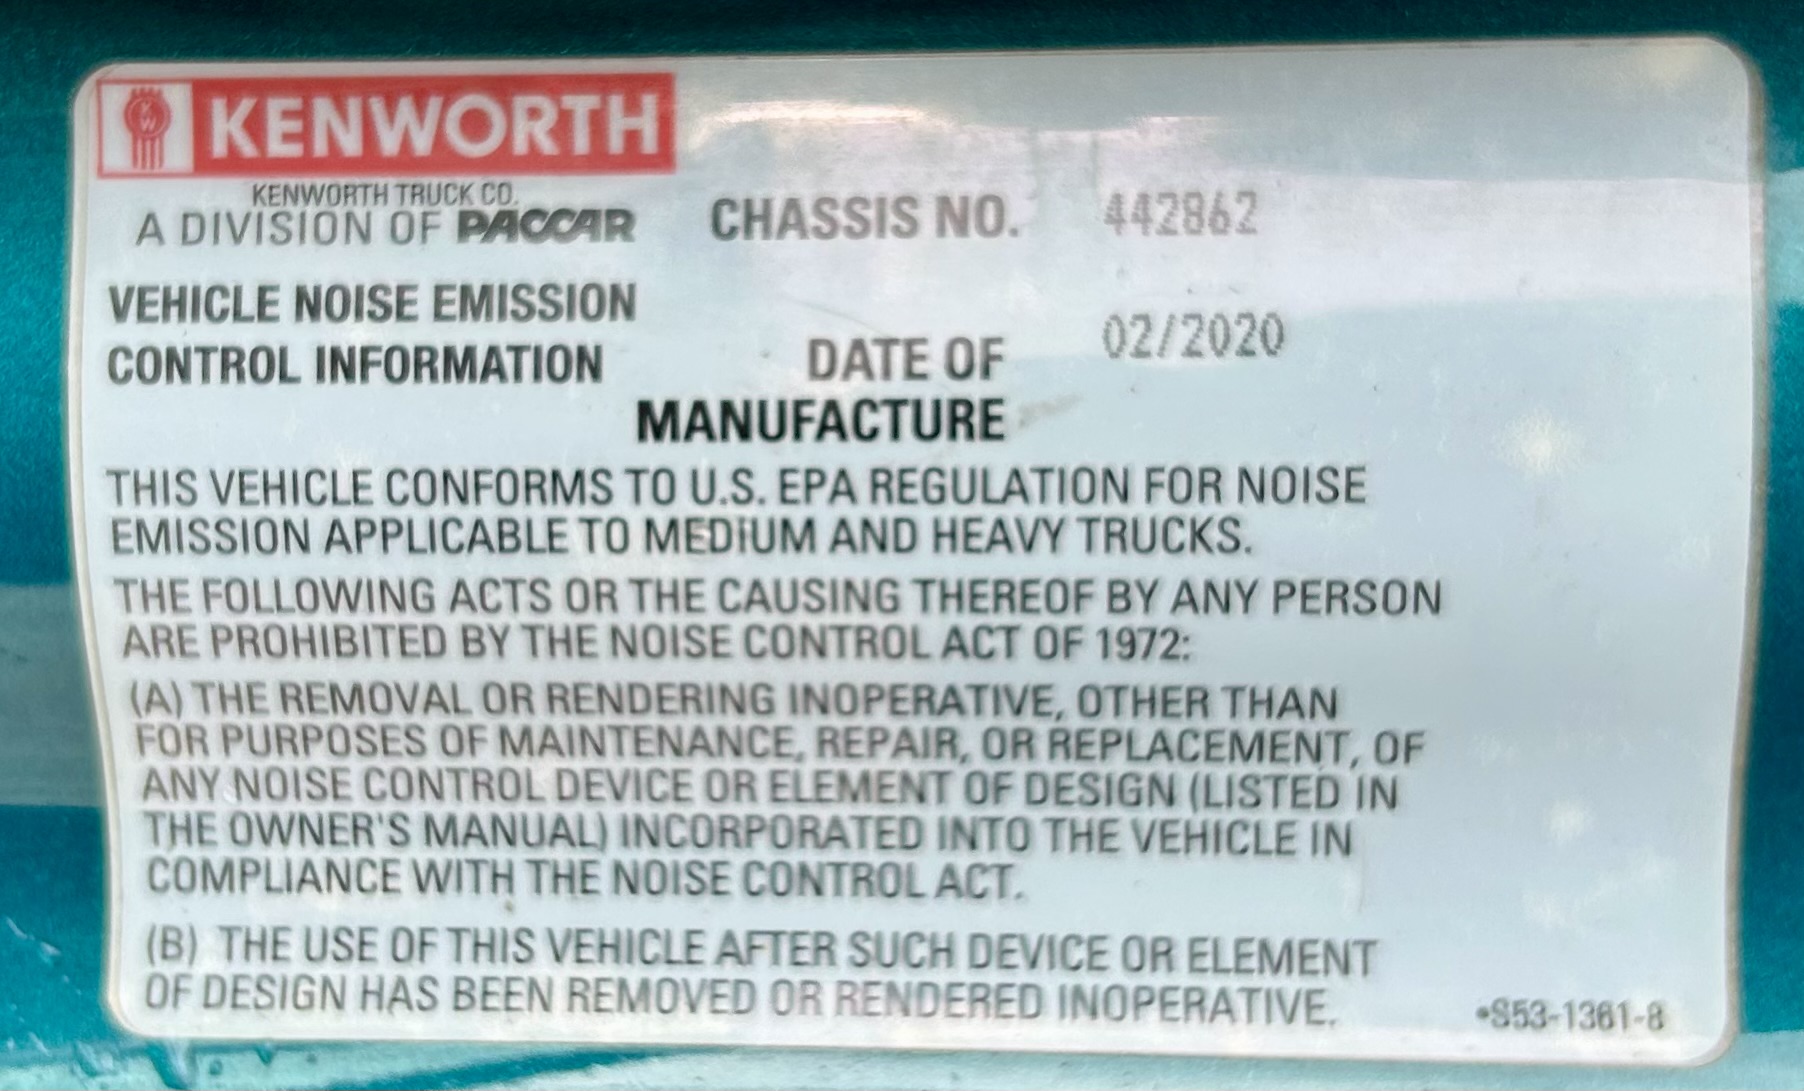 KENWORTH
KENWORTH TRUCK CO.
A DIVISION OF PACCAR
CHASSIS NO. 442862
VEHICLE NOISE EMISSION
CONTROL INFORMATION
DATE OF
MANUFACTURE
02/2020
THIS VEHICLE CONFORMS TO U.S. EPA REGULATION FOR NOISE
EMISSION APPLICABLE TO MEDIUM AND HEAVY TRUCKS.
THE FOLLOWING ACTS OR THE CAUSING THEREOF BY ANY PERSON
ARE PROHIBITED BY THE NOISE CONTROL ACT OF 1972:
(A) THE REMOVAL OR RENDERING INOPERATIVE, OTHER THAN
FOR PURPOSES OF MAINTENANCE, REPAIR, OR REPLACEMENT, OF
ANY NOISE CONTROL DEVICE OR ELEMENT OF DESIGN (LISTED IN
THE OWNER'S MANUAL) INCORPORATED INTO THE VEHICLE IN
COMPLIANCE WITH THE NOISE CONTROL ACT.
(B) THE USE OF THIS VEHICLE AFTER SUCH DEVICE OR ELEMENT
OF DESIGN HAS BEEN REMOVED OR RENDERED INOPERATIVE.
•S53-1361-8